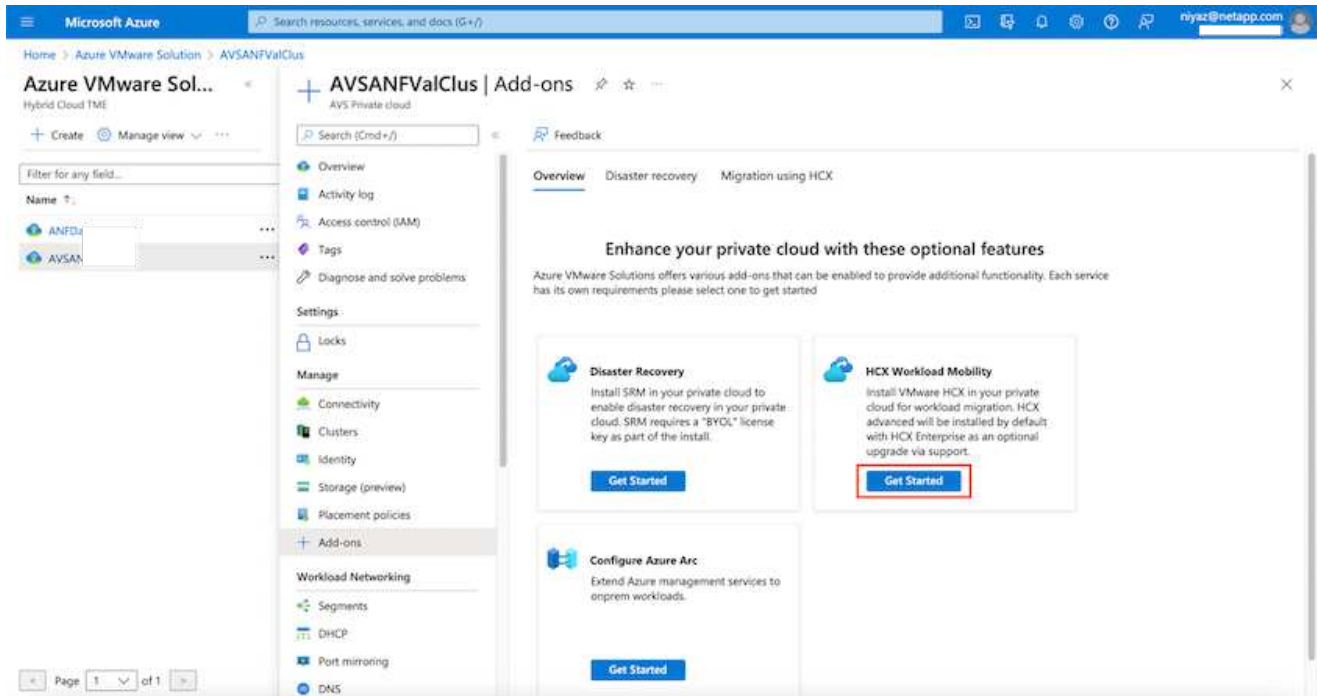 Microsoft Azure
Search resources, services, and docs (G+/)
niyaz@netapp.com
Home > Azure VMware Solution > AVSANFValClus
Azure VMware Sol...
Hybrid Cloud TME
+ Create
Manage view
...
Filter for any field...
Name ↑↓
ANFDa
...
AVSAN
...
Page 1 of 1
AVSANFValClus | Add-ons
...
AVS Private cloud
Search (Cmd+/)
Overview
Activity log
Access control (IAM)
Tags
Diagnose and solve problems
Settings
Locks
Manage
Connectivity
Clusters
Identity
Storage (preview)
Placement policies
Add-ons
Workload Networking
Segments
DHCP
Port mirroring
DNS
Feedback
Overview
Disaster recovery
Migration using HCX
Enhance your private cloud with these optional features
Azure VMware Solutions offers various add-ons that can be enabled to provide additional functionality. Each service
has its own requirements please select one to get started
Disaster Recovery
Install SRM in your private cloud to
enable disaster recovery in your private
cloud. SRM requires a "BYOL" license
key as part of the install.
Get Started
HCX Workload Mobility
Install VMware HCX in your private
cloud for workload migration. HCX
advanced will be installed by default
with HCX Enterprise as an optional
upgrade via support.
Get Started
Configure Azure Arc
Extend Azure management services to
onprem workloads.
Get Started